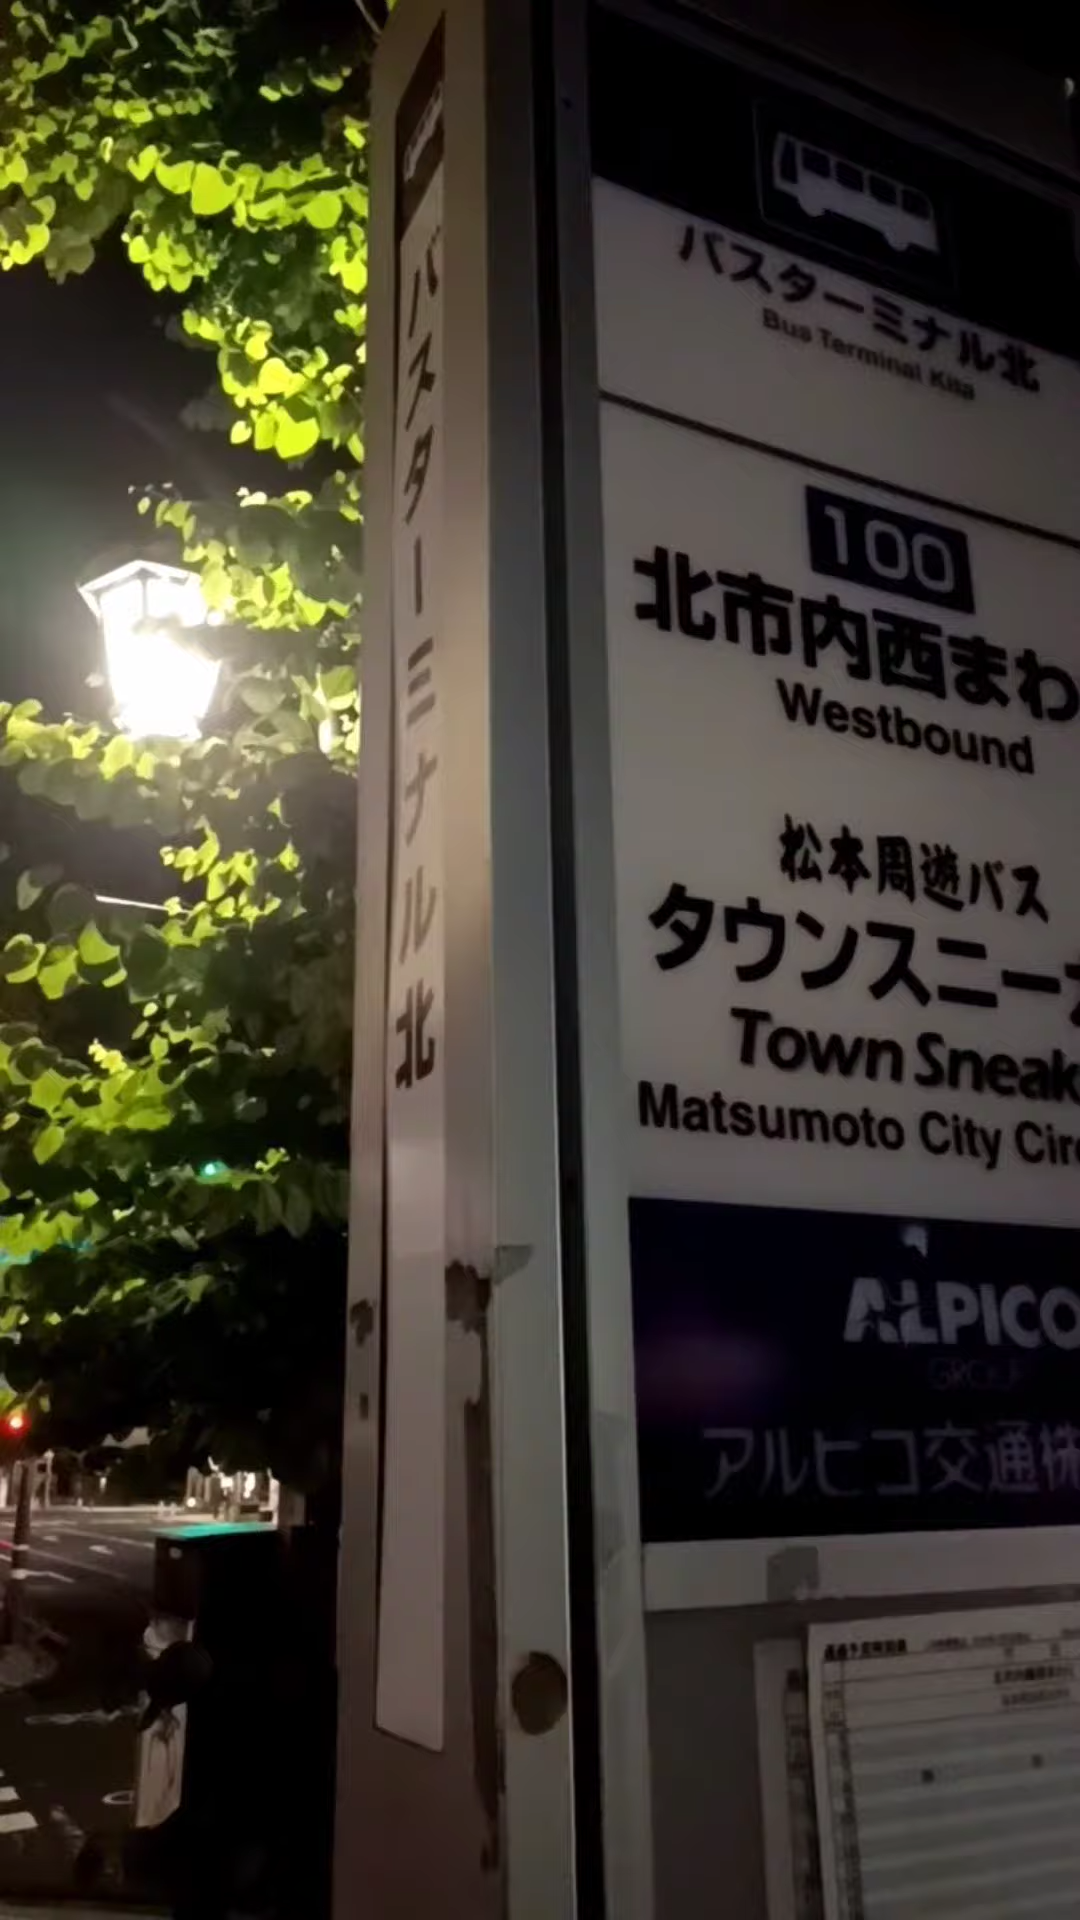 バスターミナル北
バスターミナル北
Bus Terminal Kita
100
北市内西まわ
Westbound
松本周遊バス
タウンスニー
Town Sneak
Matsumoto City Circ
ALPICO
GROUP
アルピコ交通株